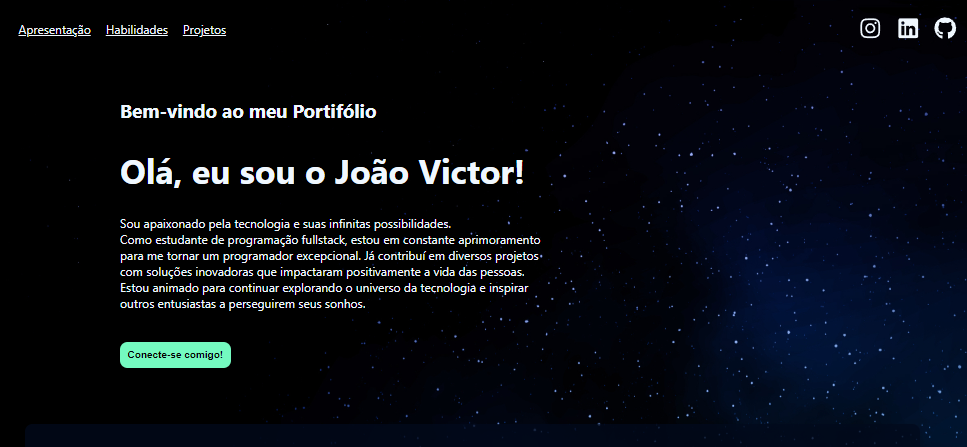 Apresentação Habilidades Projetos
Bem-vindo ao meu Portifólio
Olá, eu sou o João Victor!
Sou apaixonado pela tecnologia e suas infinitas possibilidades.
Como estudante de programação fullstack, estou em constante aprimoramento
para me tornar um programador excepcional. Já contribuí em diversos projetos
com soluções inovadoras que impactaram positivamente a vida das pessoas.
Estou animado para continuar explorando o universo da tecnologia e inspirar
outros entusiastas a perseguirem seus sonhos.
Conecte-se comigo!